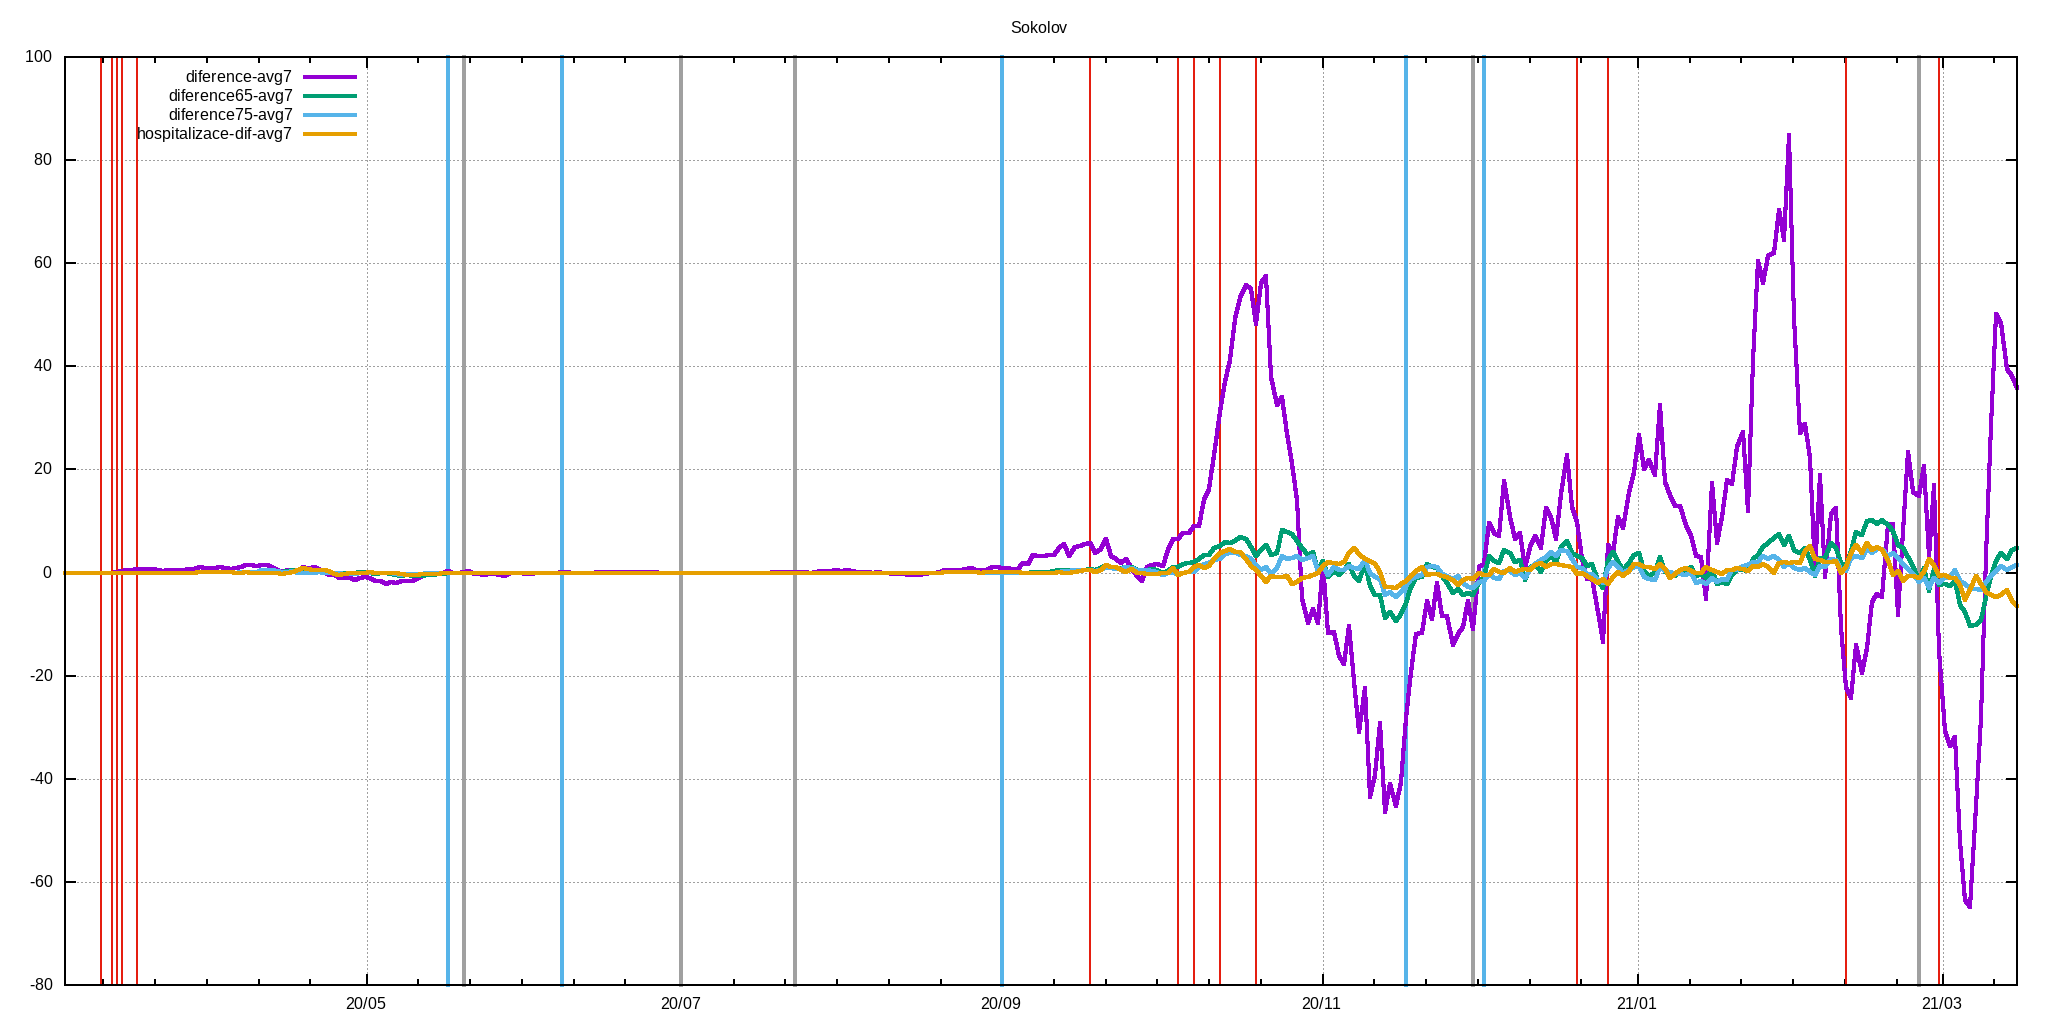 Sokolov
100
80
60
40
20
0
-20
-40
-60
-80
diference-avg7
diference65-avg7
diference75-avg7
hospitalizace-dif-avg7
20/05 20/07 20/09 20/11 21/01 21/03